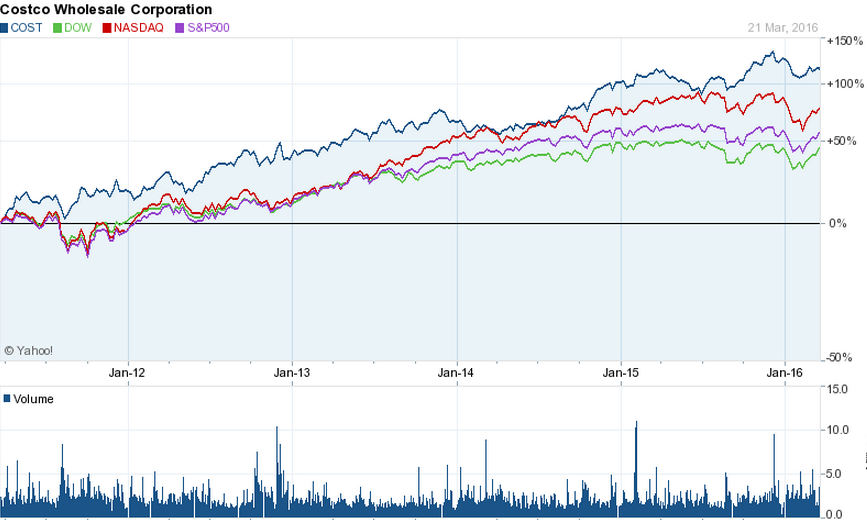 Costco Wholesale Corporation
COST DOW NASDAQ S&P500 21 Mar, 2016
+150%
+100%
+50%
0%
© Yahoo!
-50%
Jan-12 Jan-13 Jan-14 Jan-15 Jan-16
Volume
15.0
10.0
5.0
0.0